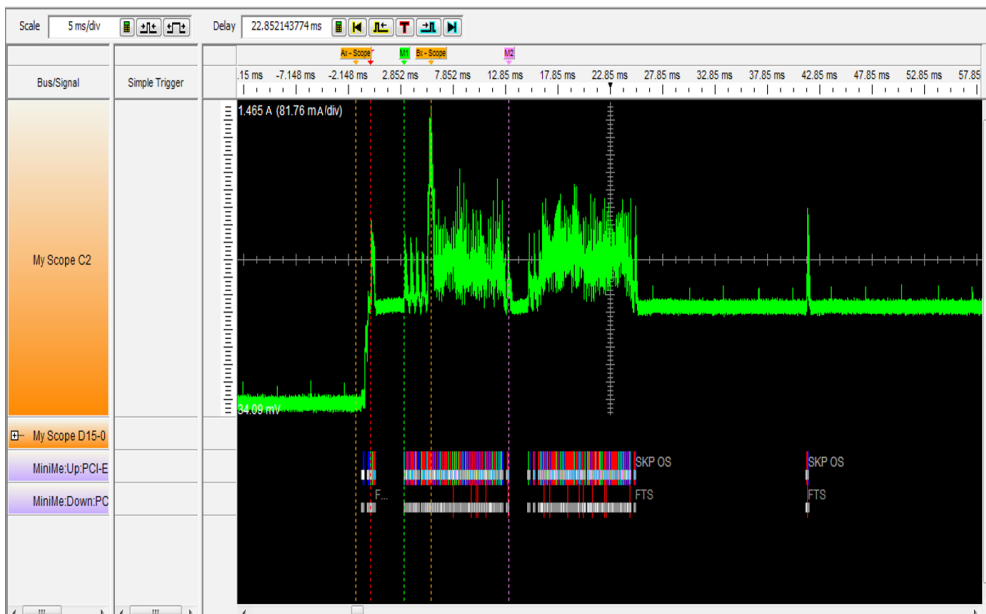 Scale 5 ms/div Delay 22.852143774 ms T
Ax - Scope M1 Bx - Scope M2
Bus/Signal Simple Trigger .15 ms -7.148 ms -2.148 ms 2.852 ms 7.852 ms 12.85 ms 17.85 ms 22.85 ms 27.85 ms 32.85 ms 37.85 ms 42.85 ms 47.85 ms 52.85 ms 57.85
1.465 A (81.76 mA/div)
My Scope C2
34.09 mV
My Scope D15-0
MiniMe:Up:PCI-E SKP OS SKP OS
MiniMe:Down:PC F... FTS FTS